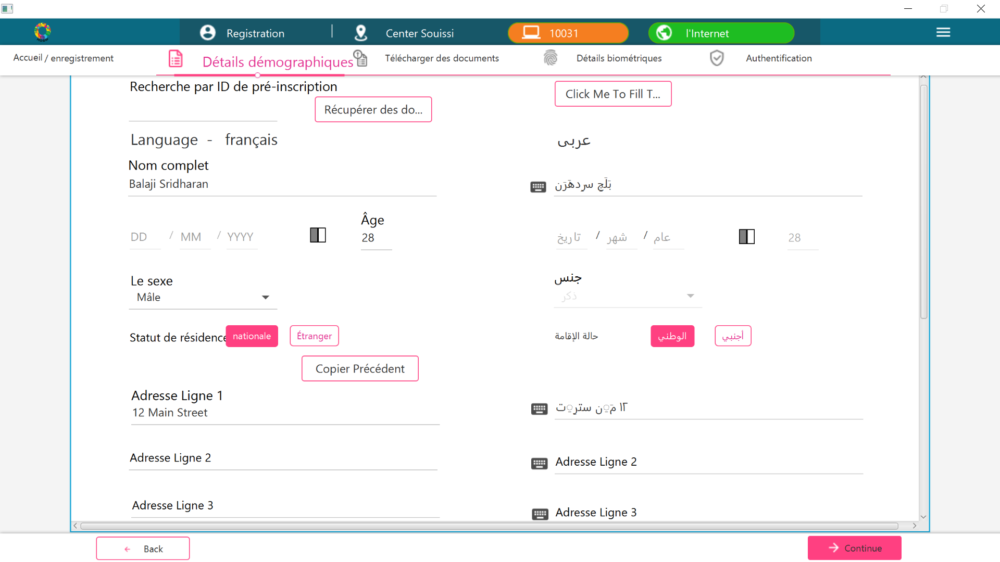 Registration
Center Souissi
10031
l'Internet
Accueil / enregistrement
Détails démographiques
Télécharger des documents
Détails biométriques
Authentification
Recherche par ID de pré-inscription
Récupérer des do...
Click Me To Fill T...
Language - français
عربى
Nom complet
Balaji Sridharan
DD / MM / YYYY
Âge
28
تاريخ / شهر / عام
28
Le sexe
Mâle
جنس
ذكر
Statut de résidence
nationale
Étranger
حالة الإقامة
الوطني
أجنبي
Copier Précédent
Adresse Ligne 1
12 Main Street
Adresse Ligne 2
Adresse Ligne 2
Adresse Ligne 3
Adresse Ligne 3
Back
Continue